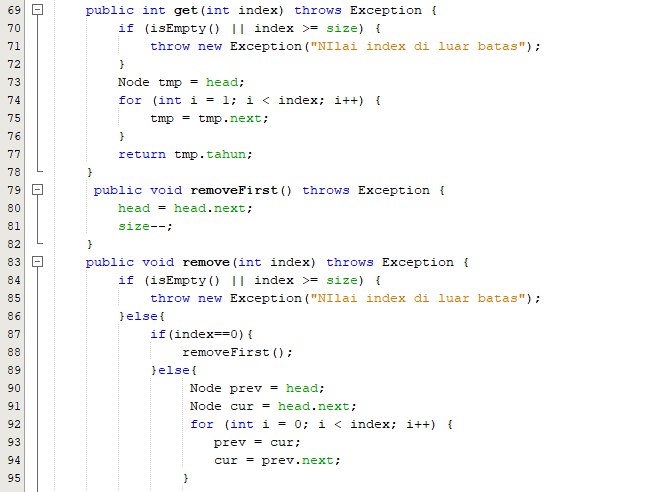 69 public int get(int index) throws Exception {
70 if (isEmpty() || index >= size) {
71 throw new Exception("NIlai index di luar batas");
72 }
73 Node tmp = head;
74 for (int i = 1; i < index; i++) {
75 tmp = tmp.next;
76 }
77 return tmp.tahun;
78 }
79 public void removeFirst() throws Exception {
80 head = head.next;
81 size--;
82 }
83 public void remove(int index) throws Exception {
84 if (isEmpty() || index >= size) {
85 throw new Exception("NIlai index di luar batas");
86 }else{
87 if(index==0){
88 removeFirst();
89 }else{
90 Node prev = head;
91 Node cur = head.next;
92 for (int i = 0; i < index; i++) {
93 prev = cur;
94 cur = prev.next;
95 }